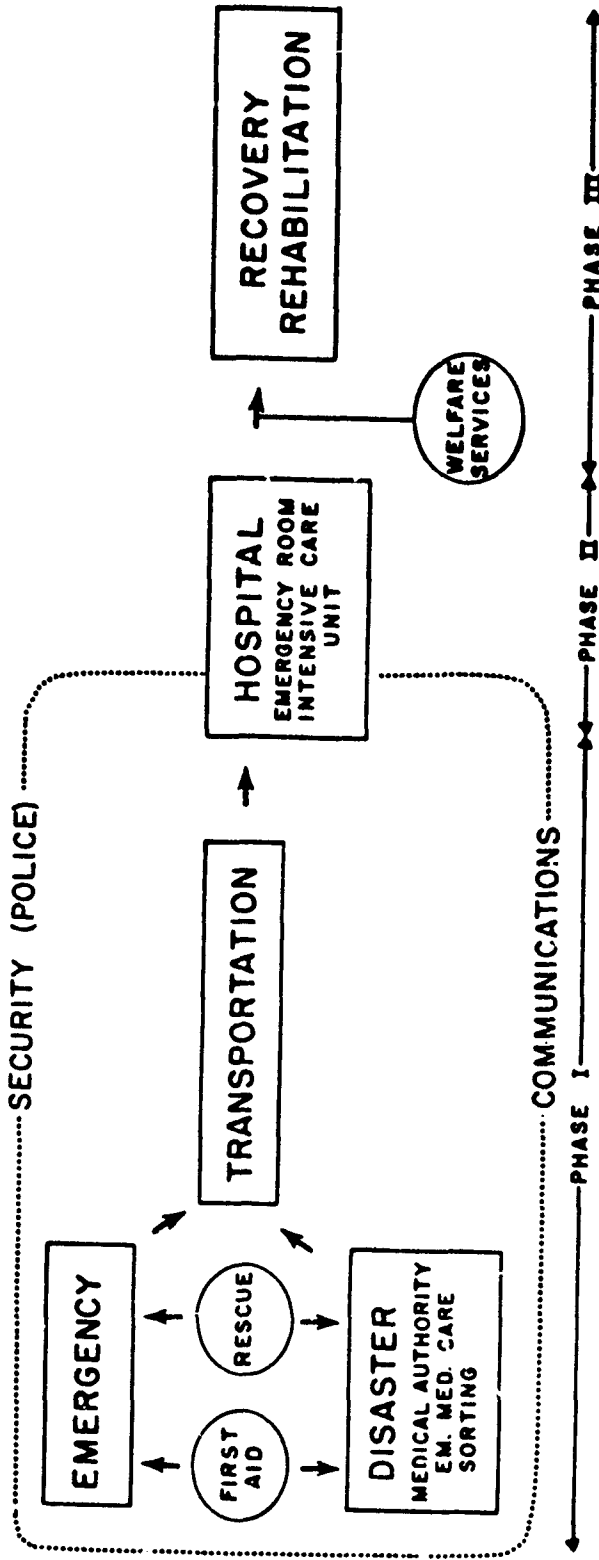 SECURITY (POLICE)
EMERGENCY
FIRST
AID
RESCUE
DISASTER
MEDICAL AUTHORITY
EM. MED. CARE
SORTING
TRANSPORTATION
HOSPITAL
EMERGENCY ROOM
INTENSIVE CARE
UNIT
WELFARE
SERVICES
RECOVERY
REHABILITATION
COMMUNICATIONS
PHASE I
PHASE II
PHASE III